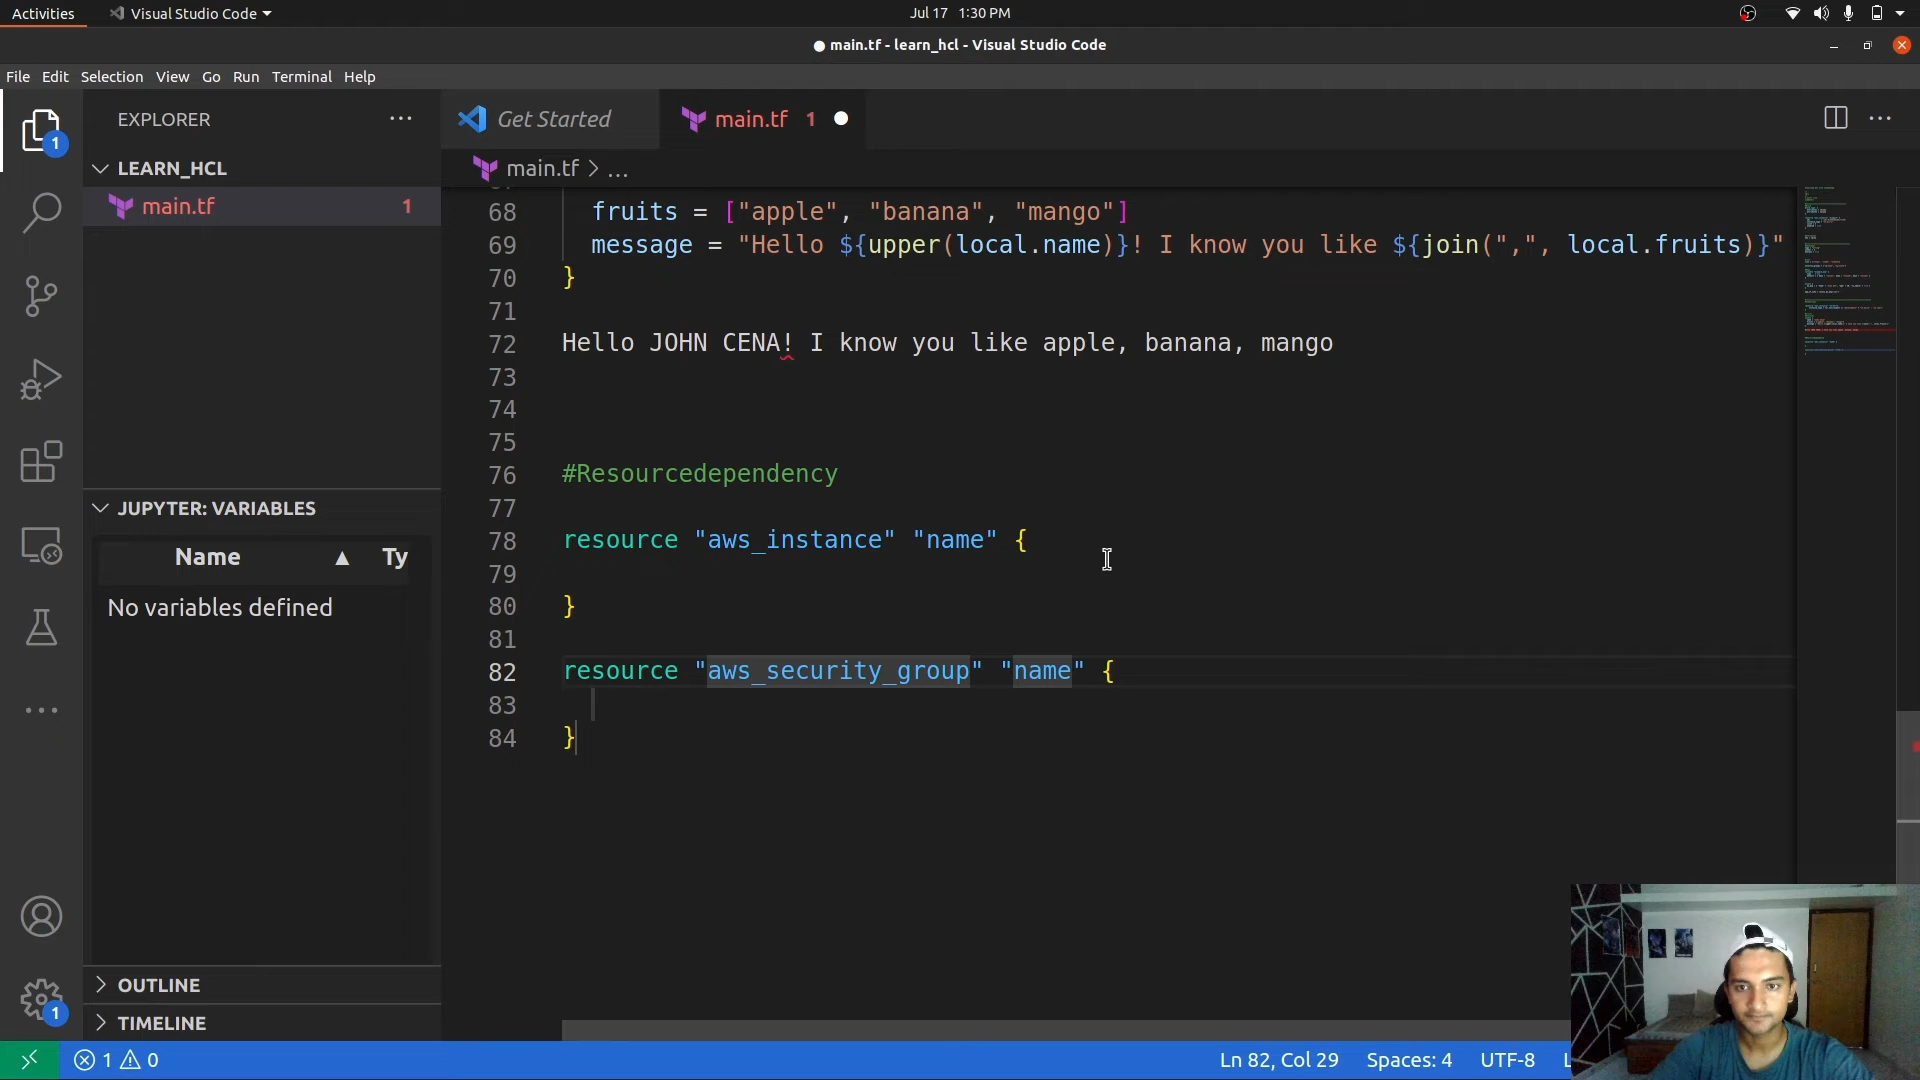 Activities
Visual Studio Code
Jul 17 1:30 PM
main.tf - learn_hcl - Visual Studio Code
File Edit Selection View Go Run Terminal Help
EXPLORER
1
LEARN_HCL
main.tf 1
JUPYTER: VARIABLES
Name ▲ Ty
No variables defined
OUTLINE
TIMELINE
1
Get Started
main.tf 1
main.tf > ...
68 fruits = ["apple", "banana", "mango"]
69 message = "Hello ${upper(local.name)}! I know you like ${join(",", local.fruits)}"
70 }
71
72 Hello JOHN CENA! I know you like apple, banana, mango
73
74
75
76 #Resourcedependency
77
78 resource "aws_instance" "name" {
79
80 }
81
82 resource "aws_security_group" "name" {
83
84 }
1 0
Ln 82, Col 29 Spaces: 4 UTF-8